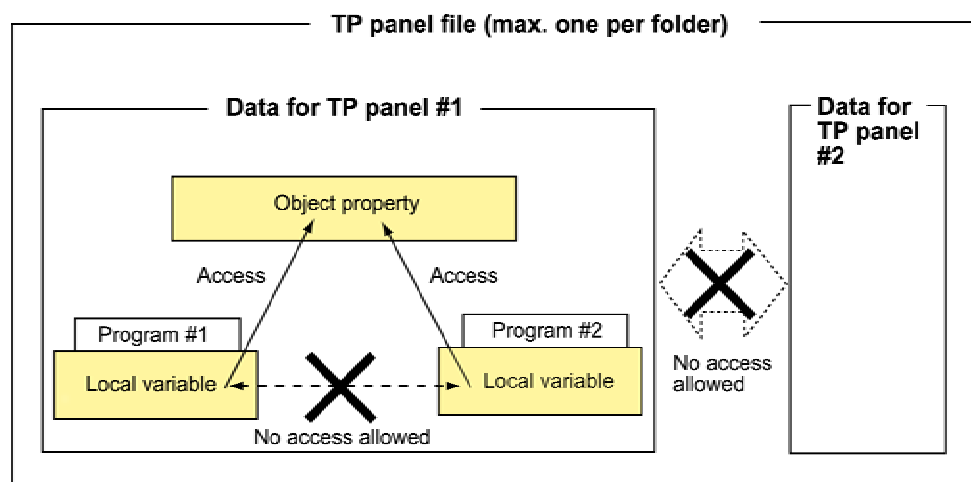 TP panel file (max. one per folder)
Data for TP panel #1
Data for
TP panel
#2
Object property
Access
Access
Program #1
Program #2
Local variable
Local variable
No access allowed
No access
allowed